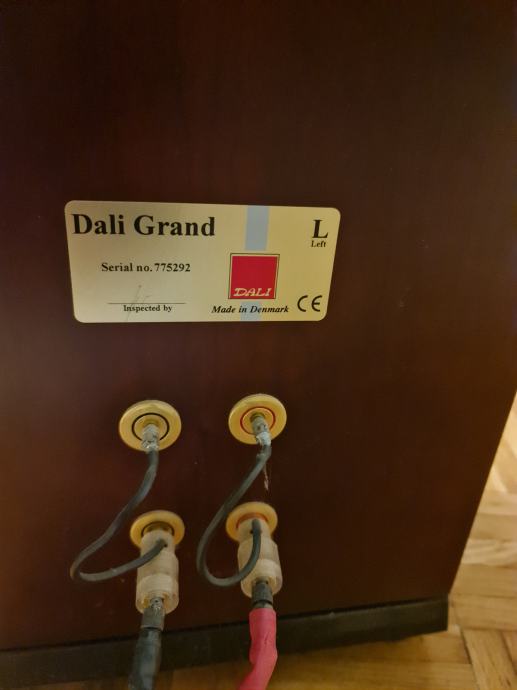 Dali Grand
L
Left
Serial no. 775292
DALI
Inspected by
Made in Denmark CE